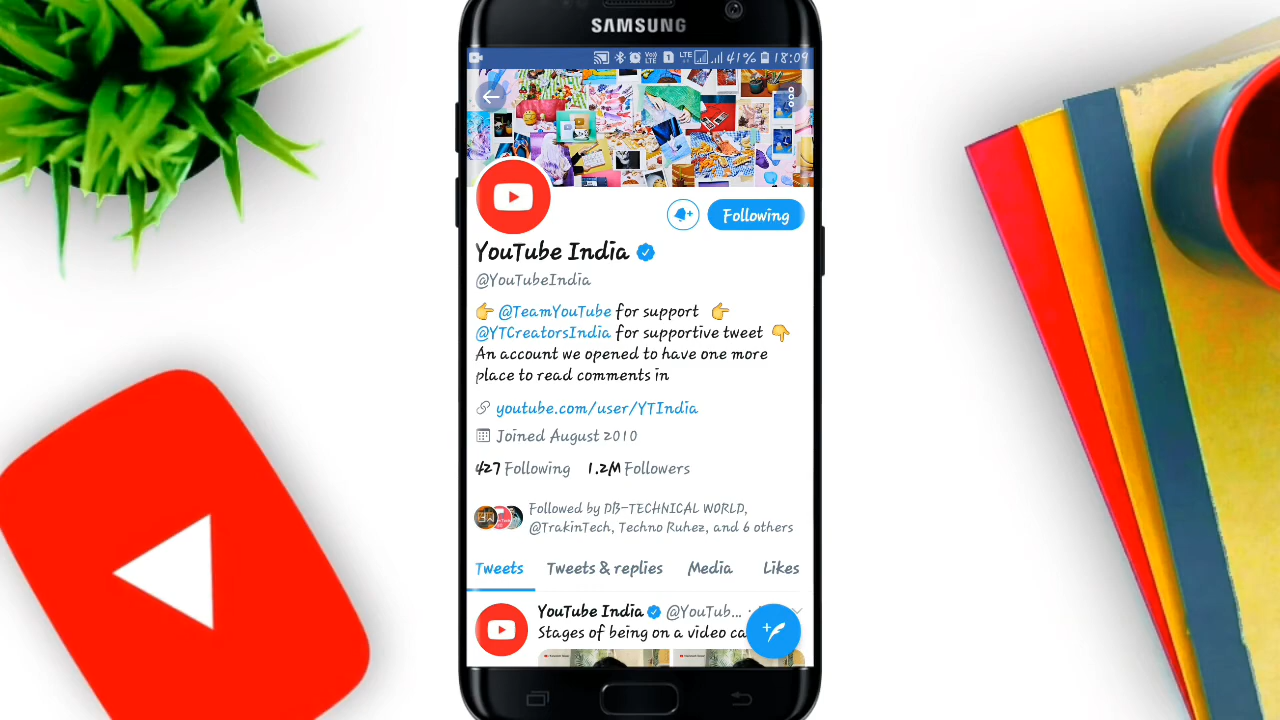 SAMSUNG
LTE 41% 18:09
Following
YouTube India
@YouTubeIndia
👉 @TeamYouTube for support 👉
@YTCreatorsIndia for supportive tweet 👇
An account we opened to have one more
place to read comments in
youtube.com/user/YTIndia
Joined August 2010
427 Following 1.2M Followers
Followed by DB-TECHNICAL WORLD,
@TrakinTech, Techno Ruhez, and 6 others
Tweets Tweets & replies Media Likes
YouTube India @YouTub... ·
Stages of being on a video ca